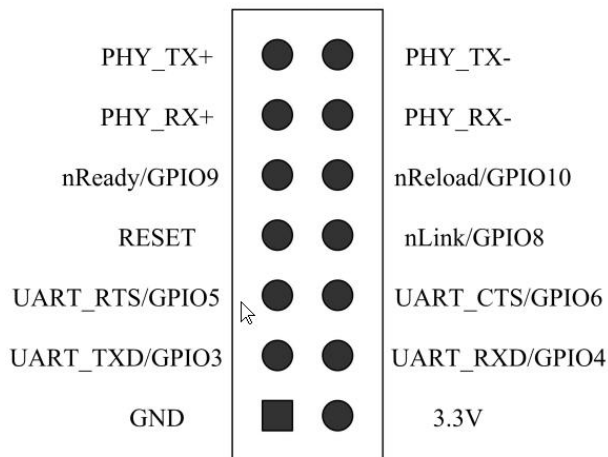 PHY_TX+ PHY_TX-
PHY_RX+ PHY_RX-
nReady/GPIO9 nReload/GPIO10
RESET nLink/GPIO8
UART_RTS/GPIO5 UART_CTS/GPIO6
UART_TXD/GPIO3 UART_RXD/GPIO4
GND 3.3V